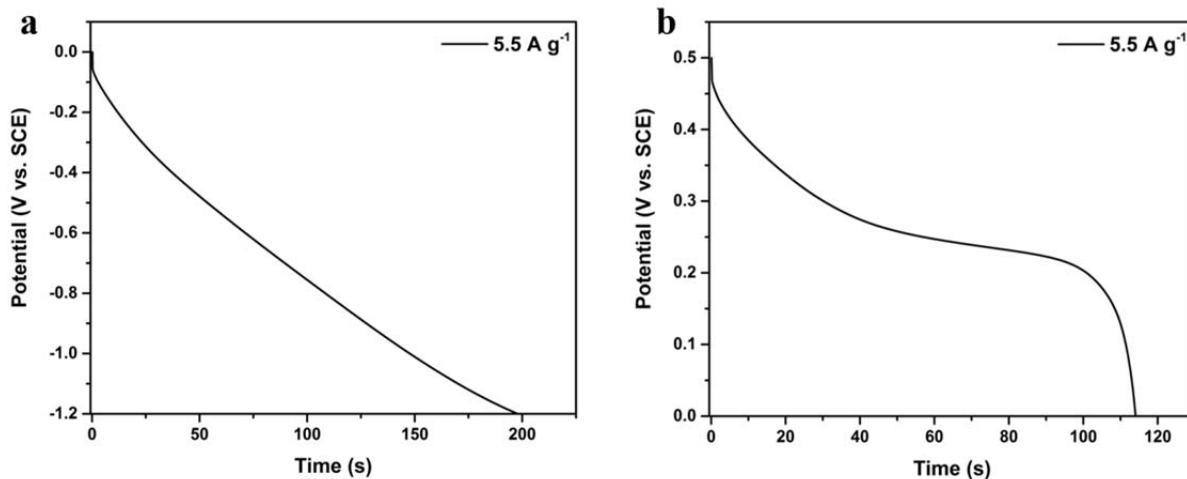 a
5.5 A g⁻¹
Potential (V vs. SCE)
0.0
-0.2
-0.4
-0.6
-0.8
-1.0
-1.2
0 50 100 150 200
Time (s)
b
5.5 A g⁻¹
Potential (V vs. SCE)
0.5
0.4
0.3
0.2
0.1
0.0
0 20 40 60 80 100 120
Time (s)